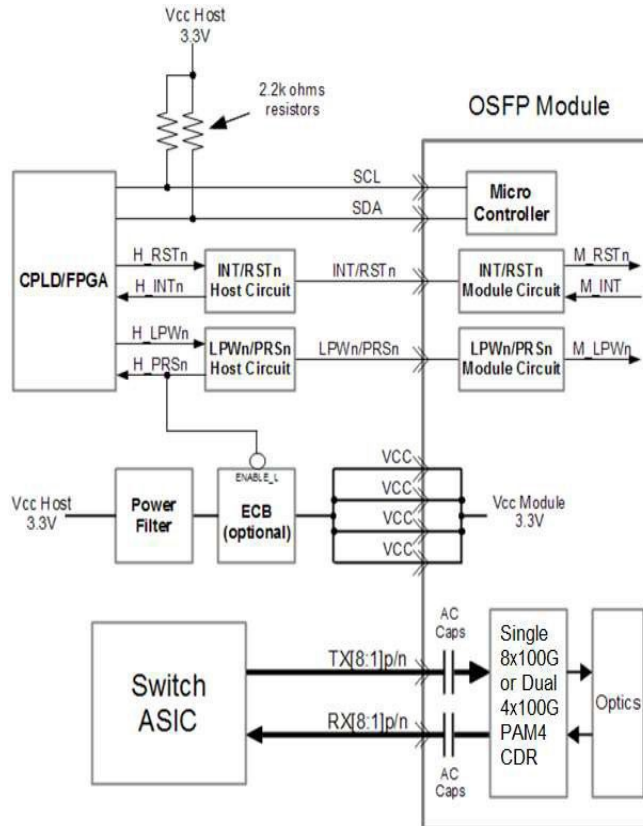 Vcc Host
3.3V
2.2k ohms
resistors
OSFP Module
SCL
SDA
Micro
Controller
CPLD/FPGA
H_RSTn
H_INTn
INT/RSTn
Host Circuit
INT/RSTn
INT/RSTn
Module Circuit
M_RSTn
M_INT
H_LPWn
H_PRSn
LPWn/PRSn
Host Circuit
LPWn/PRSn
LPWn/PRSn
Module Circuit
M_LPWn
Vcc Host
3.3V
Power
Filter
ENABLE_L
ECB
(optional)
VCC
VCC
VCC
VCC
Vcc Module
3.3V
Switch
ASIC
TX[8:1]p/n
RX[8:1]p/n
AC
Caps
AC
Caps
Single
8x100G
or Dual
4x100G
PAM4
CDR
Optics